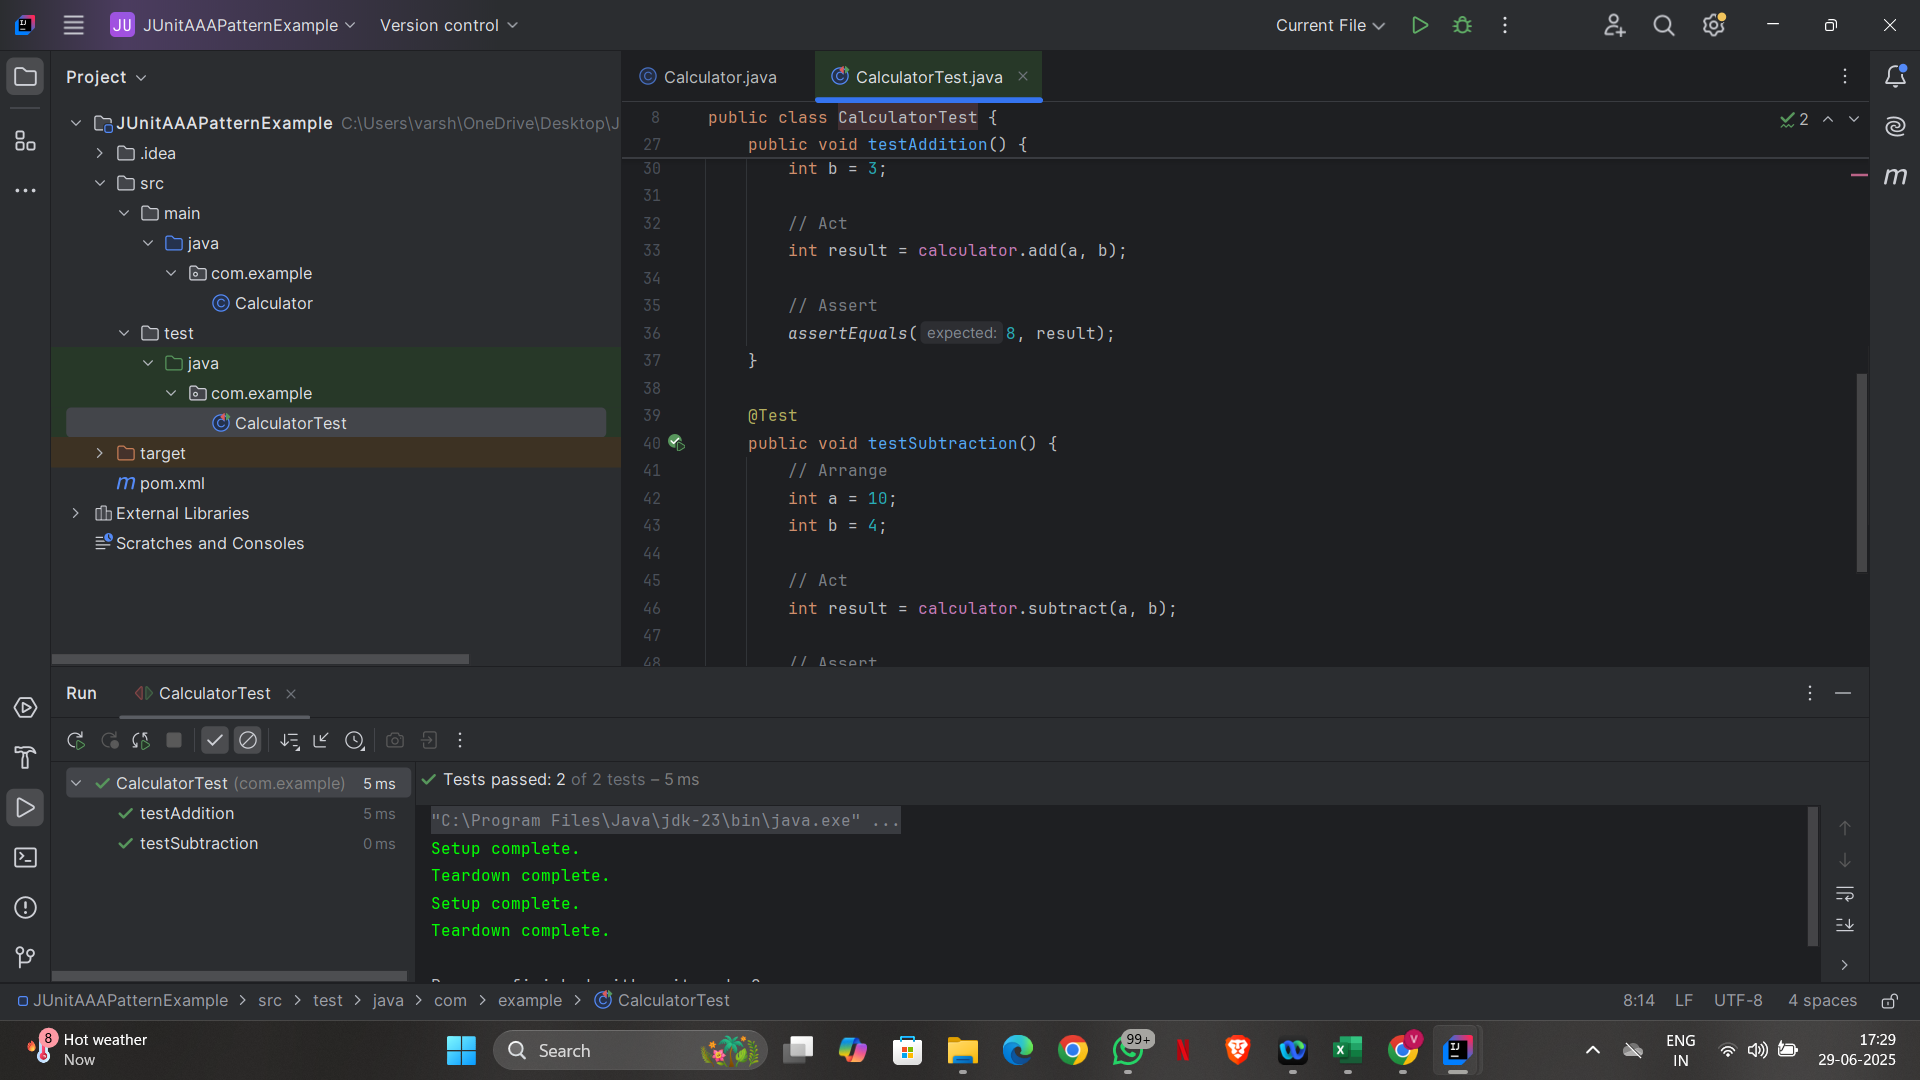 JU JUnitAAAPatternExample Version control Current File
Project
JUnitAAAPatternExample C:\Users\varsh\OneDrive\Desktop\J
.idea
src
main
java
com.example
Calculator
test
java
com.example
CalculatorTest
target
m pom.xml
External Libraries
Scratches and Consoles
Calculator.java CalculatorTest.java
8 public class CalculatorTest { 2
27 public void testAddition() {
30 int b = 3;
31
32 // Act
33 int result = calculator.add(a, b);
34
35 // Assert
36 assertEquals( expected: 8, result);
37 }
38
39 @Test
40 public void testSubtraction() {
41 // Arrange
42 int a = 10;
43 int b = 4;
44
45 // Act
46 int result = calculator.subtract(a, b);
47
48 // Assert
m
Run CalculatorTest
CalculatorTest (com.example) 5 ms
testAddition 5 ms
testSubtraction 0 ms
Tests passed: 2 of 2 tests – 5 ms
"C:\Program Files\Java\jdk-23\bin\java.exe" ...
Setup complete.
Teardown complete.
Setup complete.
Teardown complete.
JUnitAAAPatternExample > src > test > java > com > example > CalculatorTest 8:14 LF UTF-8 4 spaces
8 Hot weather
Now
Search
99+
V
ENG
IN
17:29
29-06-2025